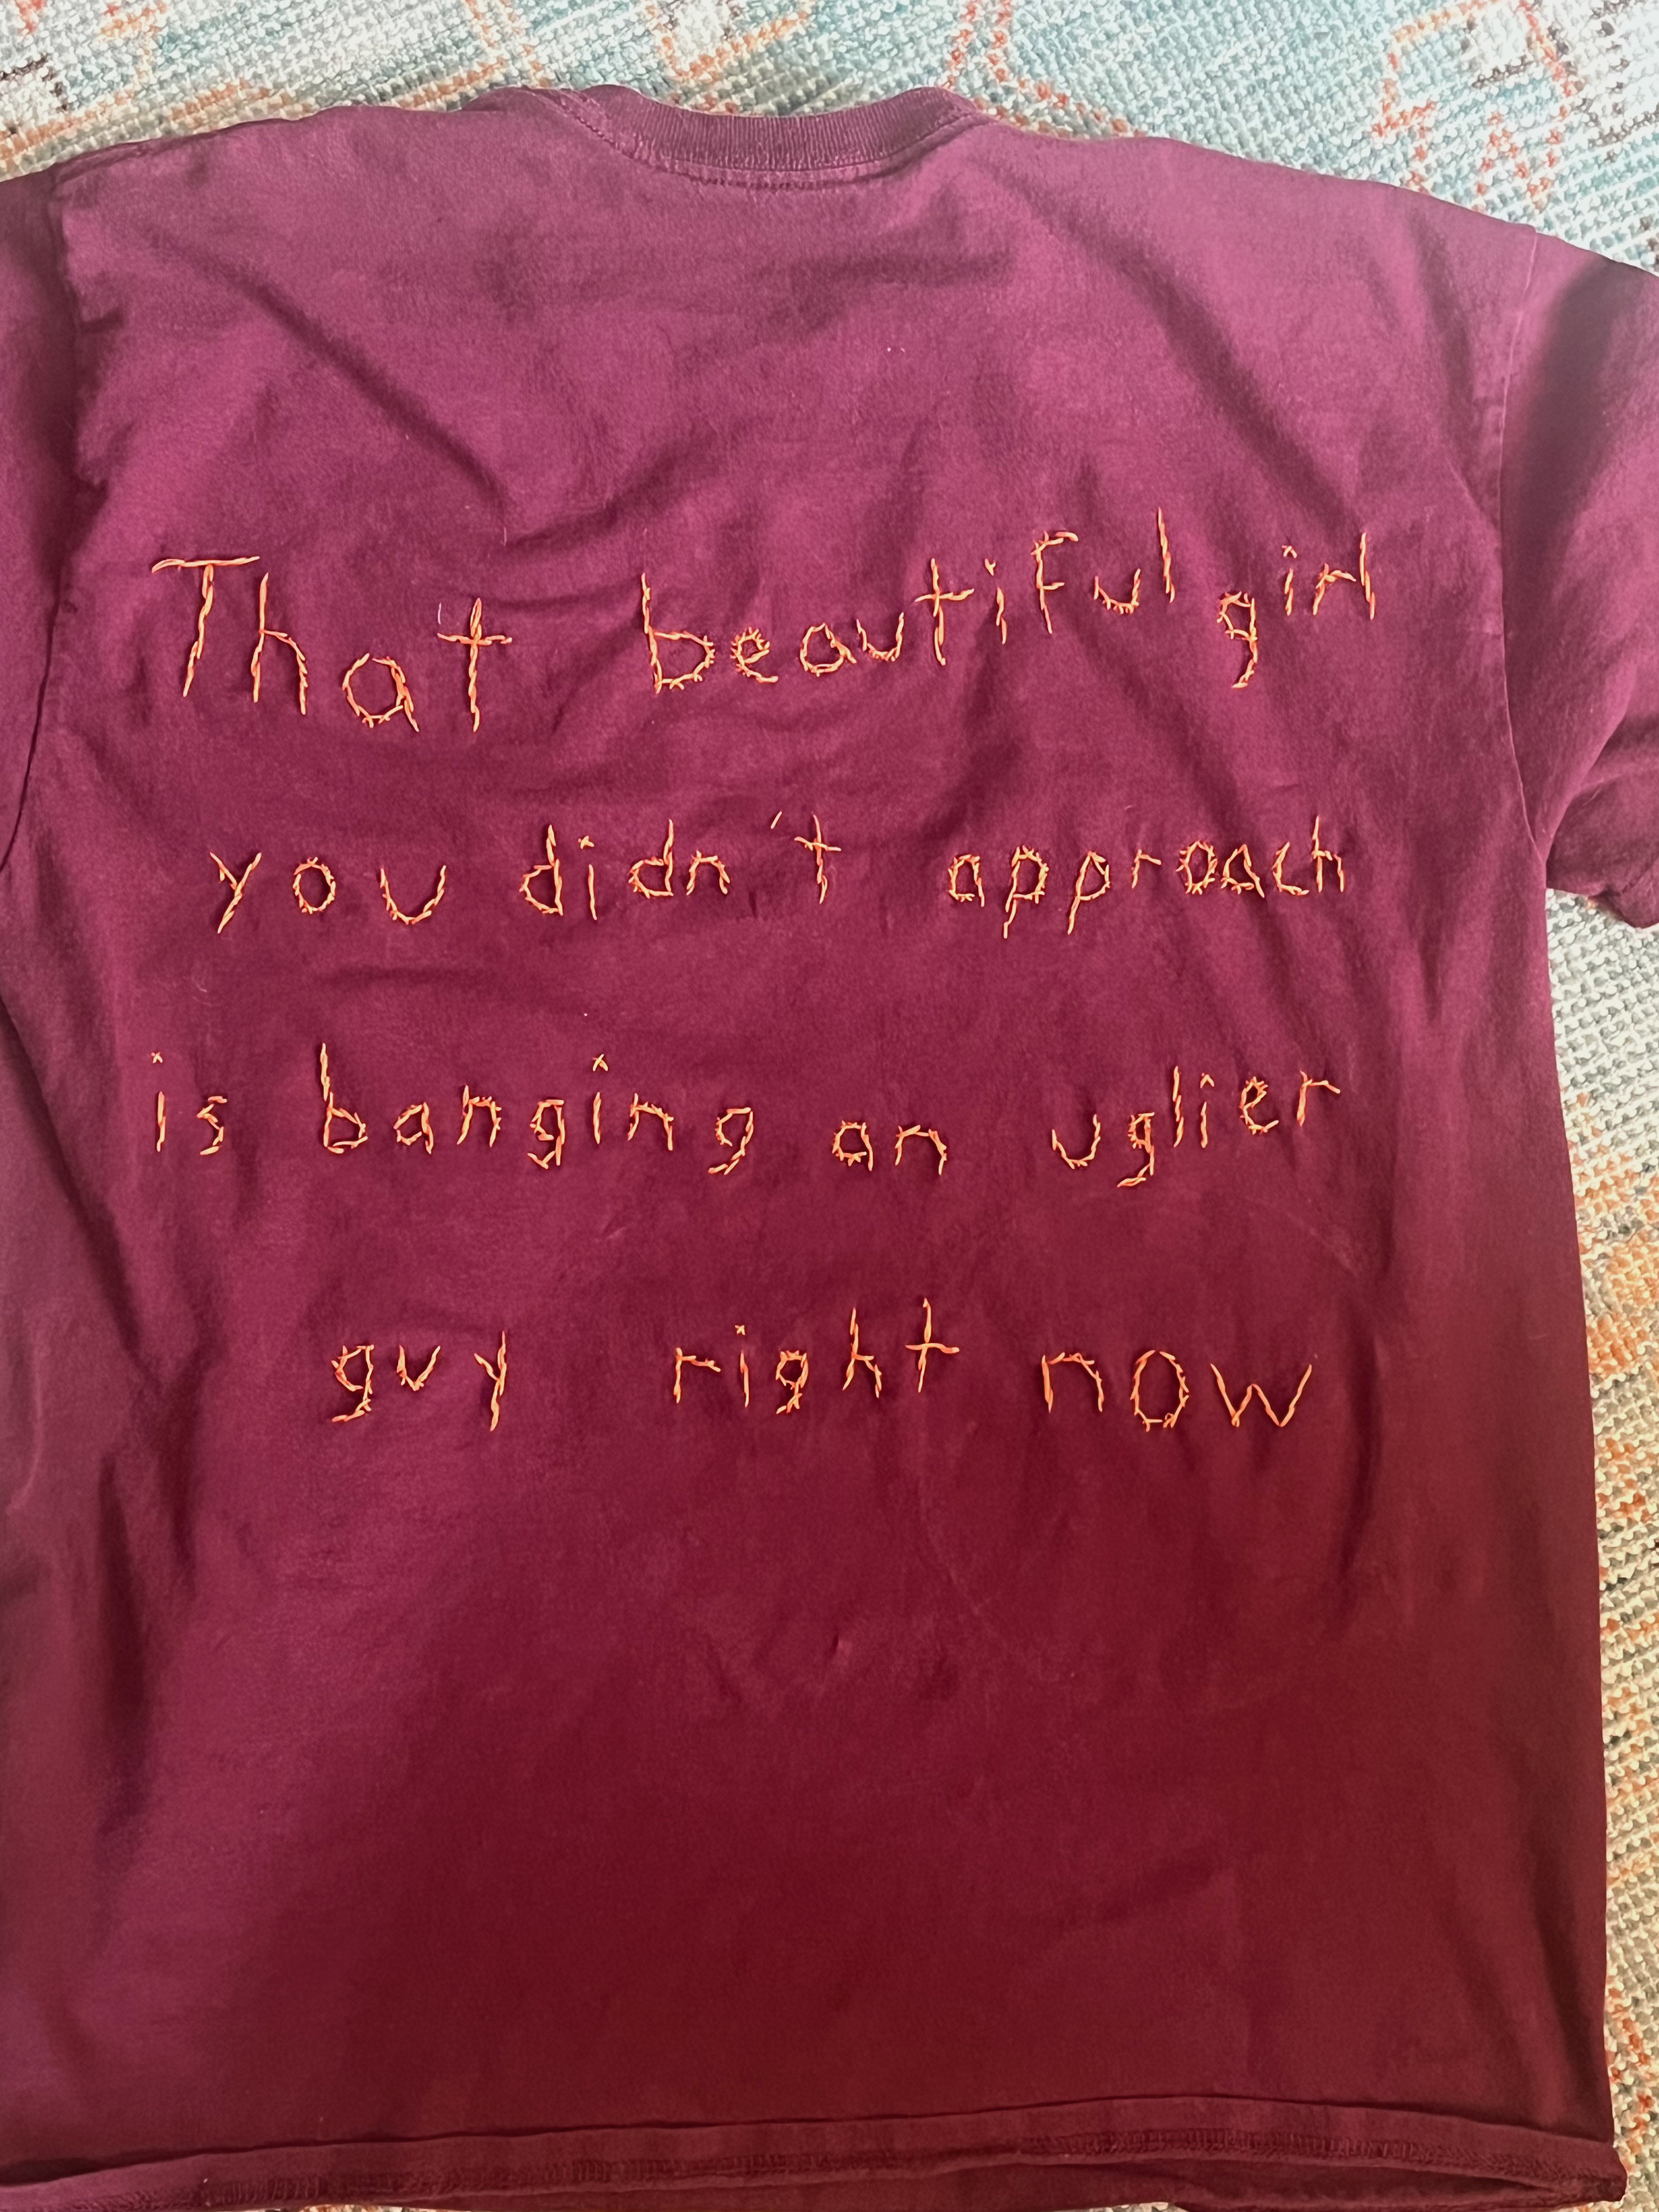 That beautiful girl
you didn't approach
is banging an uglier
guy right now